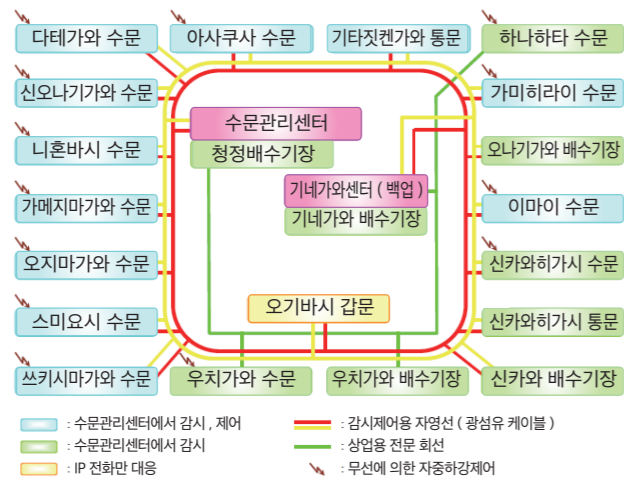 다테가와 수문
아사쿠사 수문
기타짓켄가와 통문
하나하타 수문
신오나기가와 수문
가미히라이 수문
수문관리센터
니혼바시 수문
청정배수기장
오나기가와 배수기장
기네가와센터 ( 백업 )
가메지마가와 수문
이마이 수문
기네가와 배수기장
오지마가와 수문
신카와히가시 수문
오기바시 갑문
스미요시 수문
신카와히가시 통문
쓰키시마가와 수문
우치가와 수문
우치가와 배수기장
신카와 배수기장
: 수문관리센터에서 감시 , 제어
: 감시제어용 자영선 ( 광섬유 케이블 )
: 수문관리센터에서 감시
: 상업용 전문 회선
: IP 전화만 대응
: 무선에 의한 자중하강제어